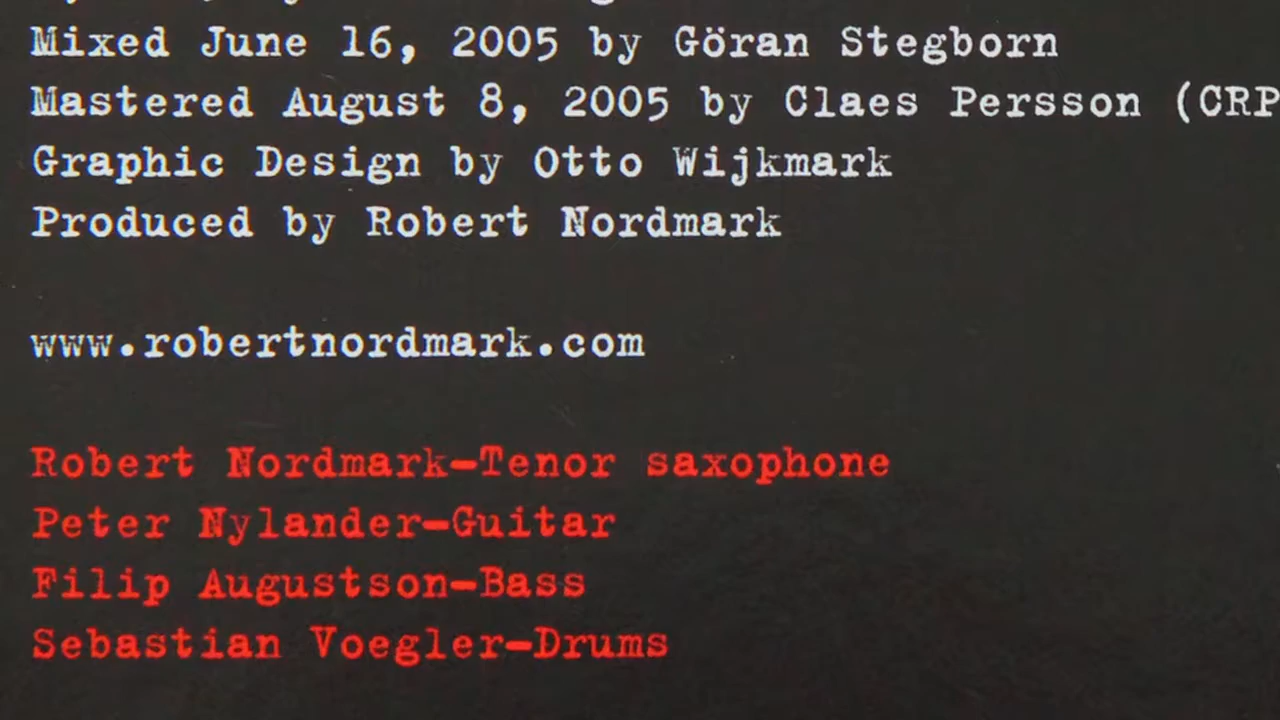 Mixed June 16, 2005 by Göran Stegborn
Mastered August 8, 2005 by Claes Persson (CRP
Graphic Design by Otto Wijkmark
Produced by Robert Nordmark
www.robertnordmark.com
Robert Nordmark-Tenor saxophone
Peter Nylander-Guitar
Filip Augustson-Bass
Sebastian Voegler-Drums